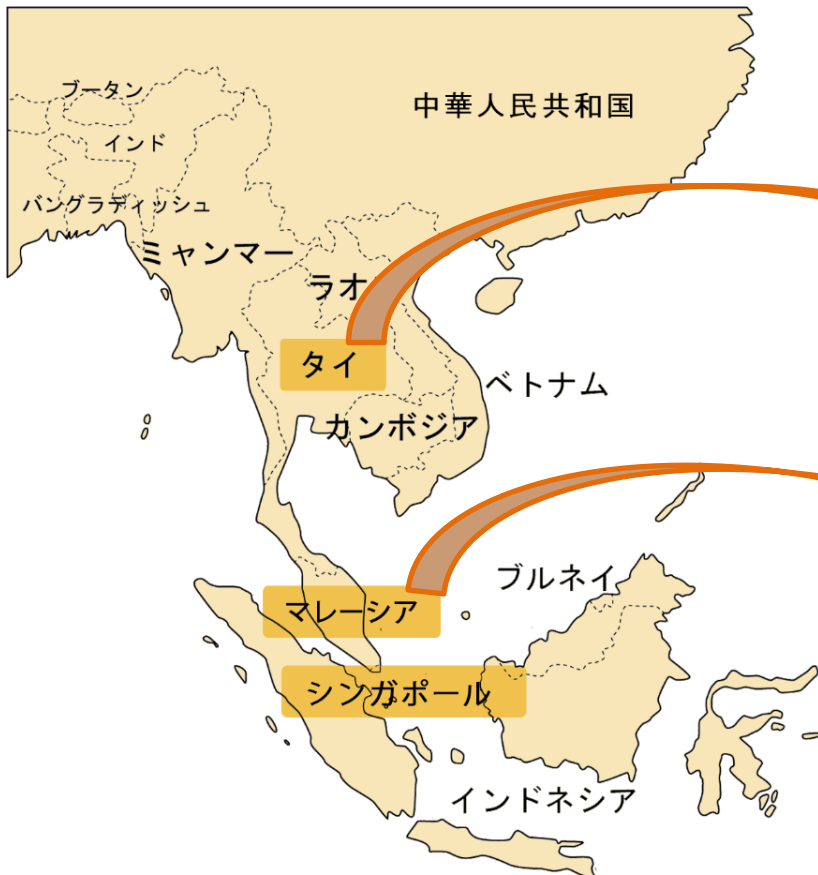 ブータン
中華人民共和国
インド
バングラディッシュ
ミャンマー
ラオ
タイ
ベトナム
カンボジア
ブルネイ
マレーシア
シンガポール
インドネシア